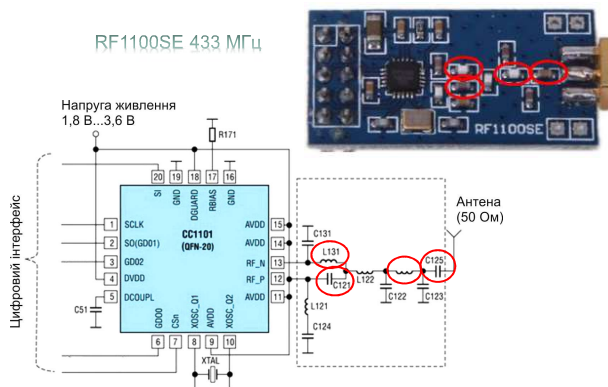 RF1100SE 433 МГц
RF1100SE
Напруга живлення
1,8 В...3,6 В
R171
20 19 18 17 16
SI GND DGUARD RBIAS GND
Цифровий інтерфейс
1 SCLK
2 SO(GD01)
3 GD02
4 DVDD
5 DCOUPL
CC1101
(QFN-20)
AVDD 15
AVDD 14
RF_N 13
RF_P 12
AVDD 11
GDO0 CSn XOSC_Q1 AVDD XOSC_Q2
6 7 8 9 10
C51
XTAL
C131
L131
C121
L122
C125
C122
C123
L121
C124
Антена
(50 Ом)